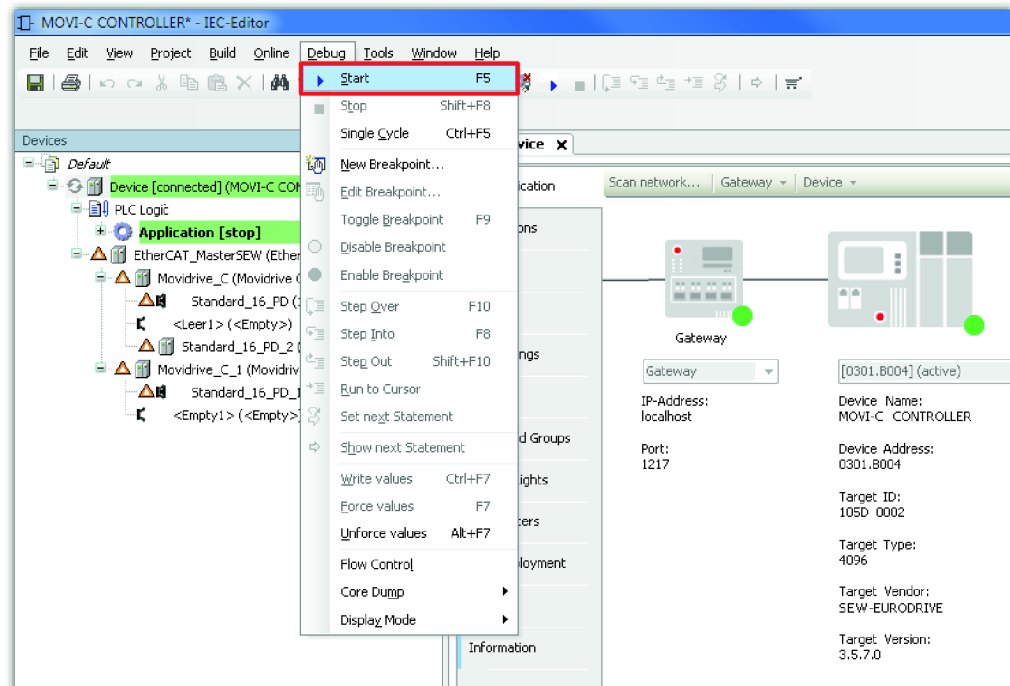 MOVI-C CONTROLLER* - IEC-Editor
File Edit View Project Build Online Debug Tools Window Help
Start F5
Stop Shift+F8
Single Cycle Ctrl+F5
New Breakpoint...
Edit Breakpoint...
Toggle Breakpoint F9
Disable Breakpoint
Enable Breakpoint
Step Over F10
Step Into F8
Step Out Shift+F10
Run to Cursor
Set next Statement
Show next Statement
Write values Ctrl+F7
Force values F7
Unforce values Alt+F7
Flow Control
Core Dump
Display Mode
Devices
Default
Device [connected] (MOVI-C CON
PLC Logic
Application [stop]
EtherCAT_MasterSEW (Ether
Movidrive_C (Movidrive
Standard_16_PD (
<Leer1> (<Empty>)
Standard_16_PD_2
Movidrive_C_1 (Movidriv
Standard_16_PD_1
<Empty1> (<Empty>
vice
ication
ons
ngs
d Groups
ights
ters
loyment
Information
Scan network... Gateway Device
Gateway
Gateway
IP-Address:
localhost
Port:
1217
[0301.B004] (active)
Device Name:
MOVI-C CONTROLLER
Device Address:
0301.B004
Target ID:
105D 0002
Target Type:
4096
Target Vendor:
SEW-EURODRIVE
Target Version:
3.5.7.0